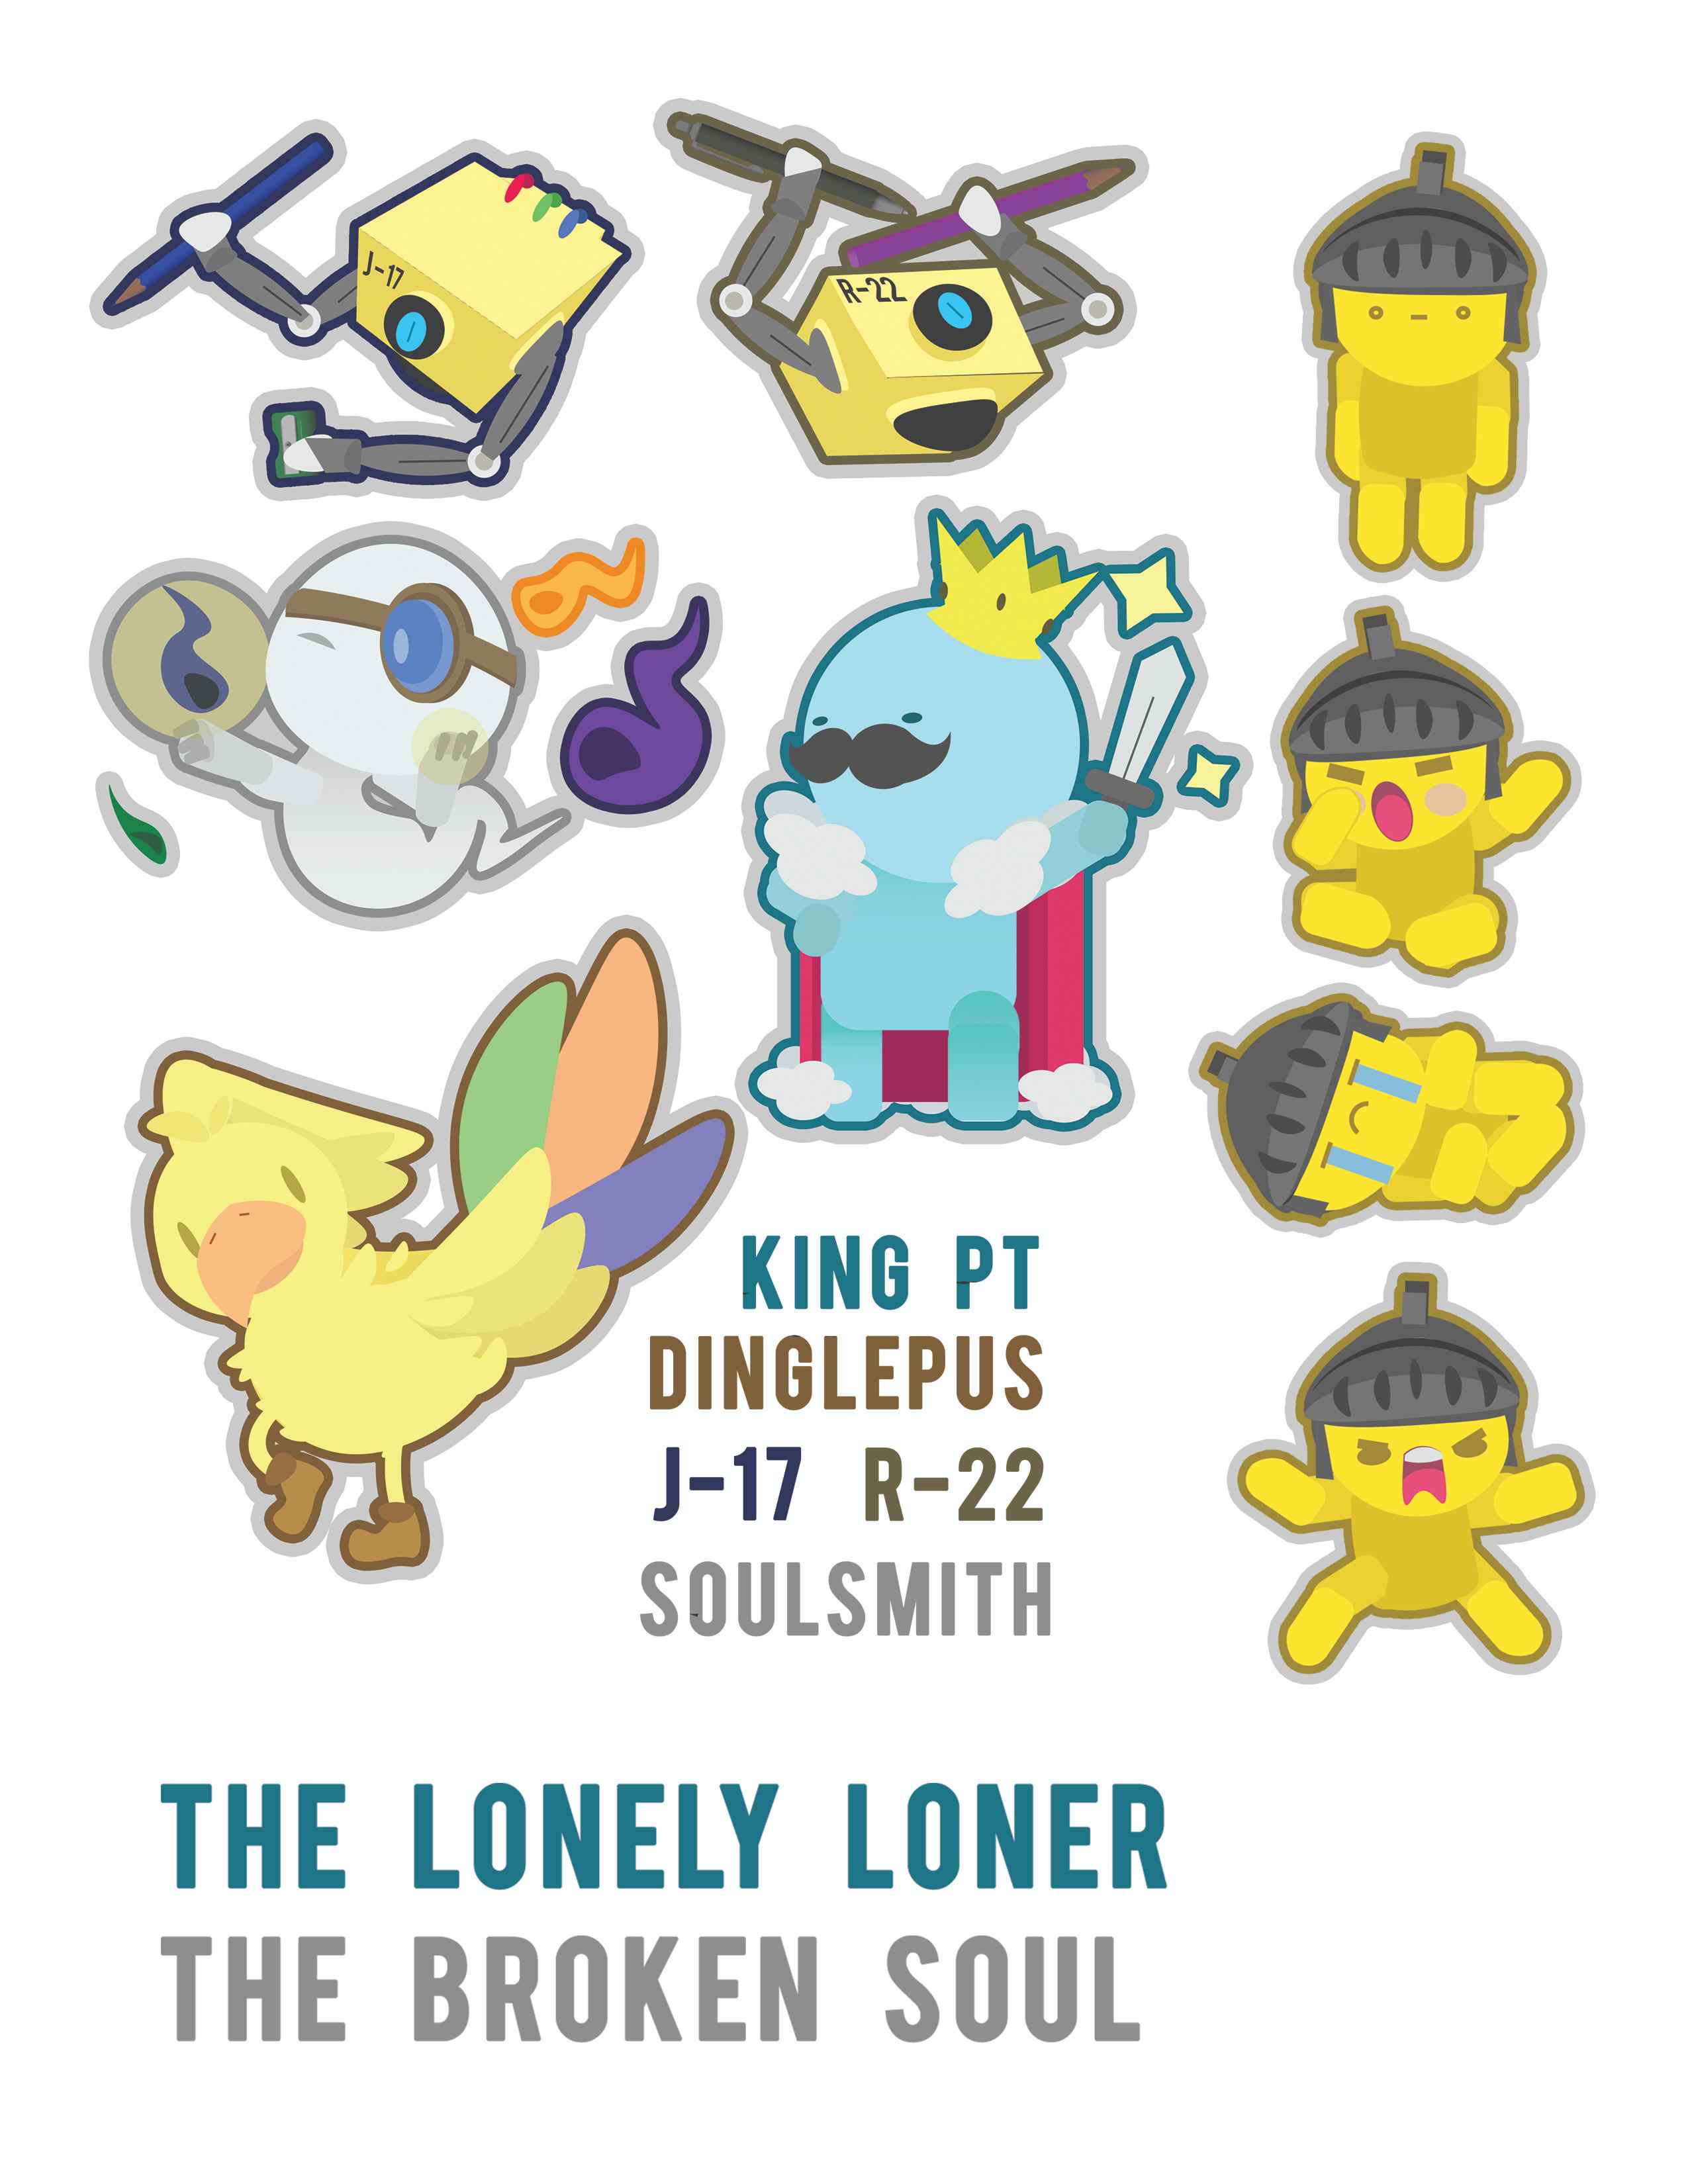 J-17
R-22
KING PT
DINGLEPUS
J-17 R-22
SOULSMITH
THE LONELY LONER
THE BROKEN SOUL